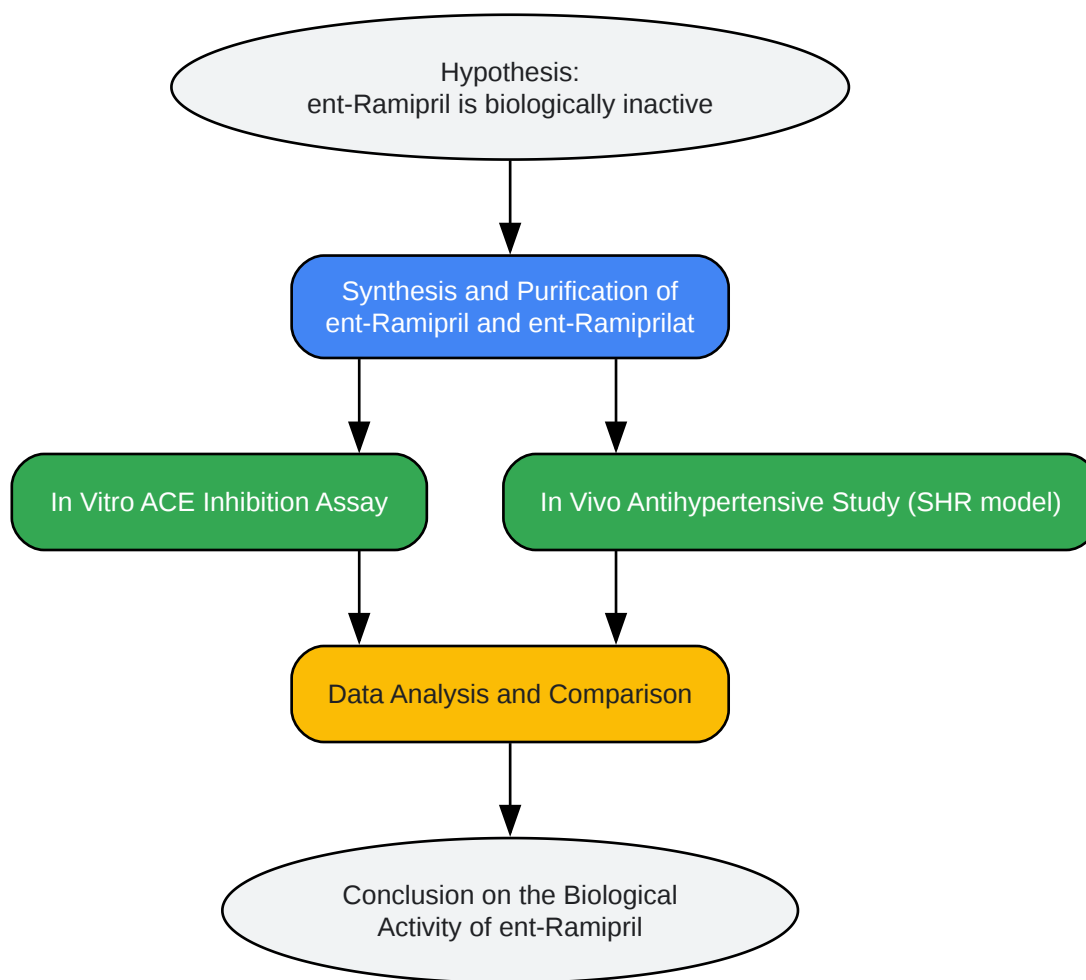 Hypothesis:
ent-Ramipril is biologically inactive
Synthesis and Purification of
ent-Ramipril and ent-Ramiprilat
In Vitro ACE Inhibition Assay
In Vivo Antihypertensive Study (SHR model)
Data Analysis and Comparison
Conclusion on the Biological
Activity of ent-Ramipril